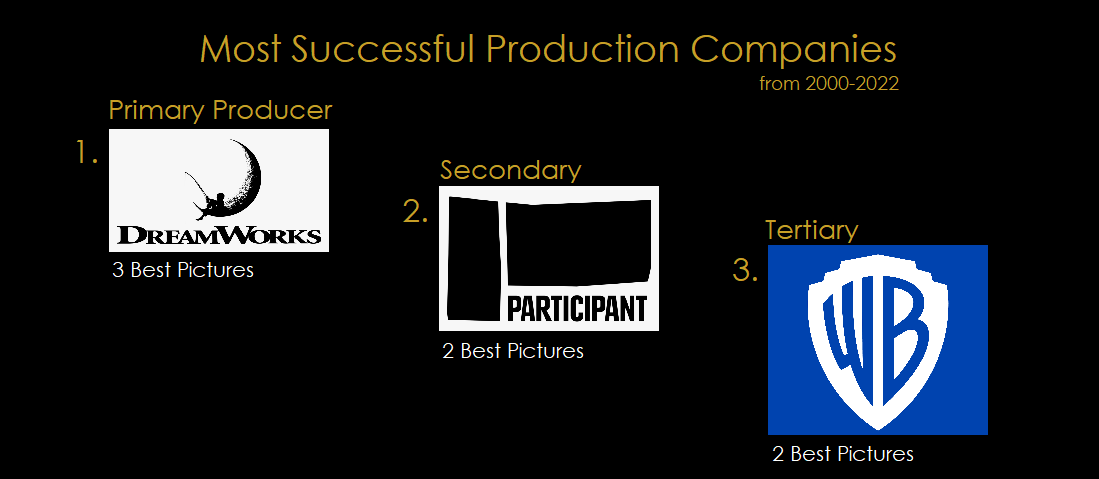 Most Successful Production Companies
from 2000-2022
Primary Producer
1.
DREAMWORKS
3 Best Pictures
Secondary
2.
PARTICIPANT
2 Best Pictures
Tertiary
3.
WB
2 Best Pictures